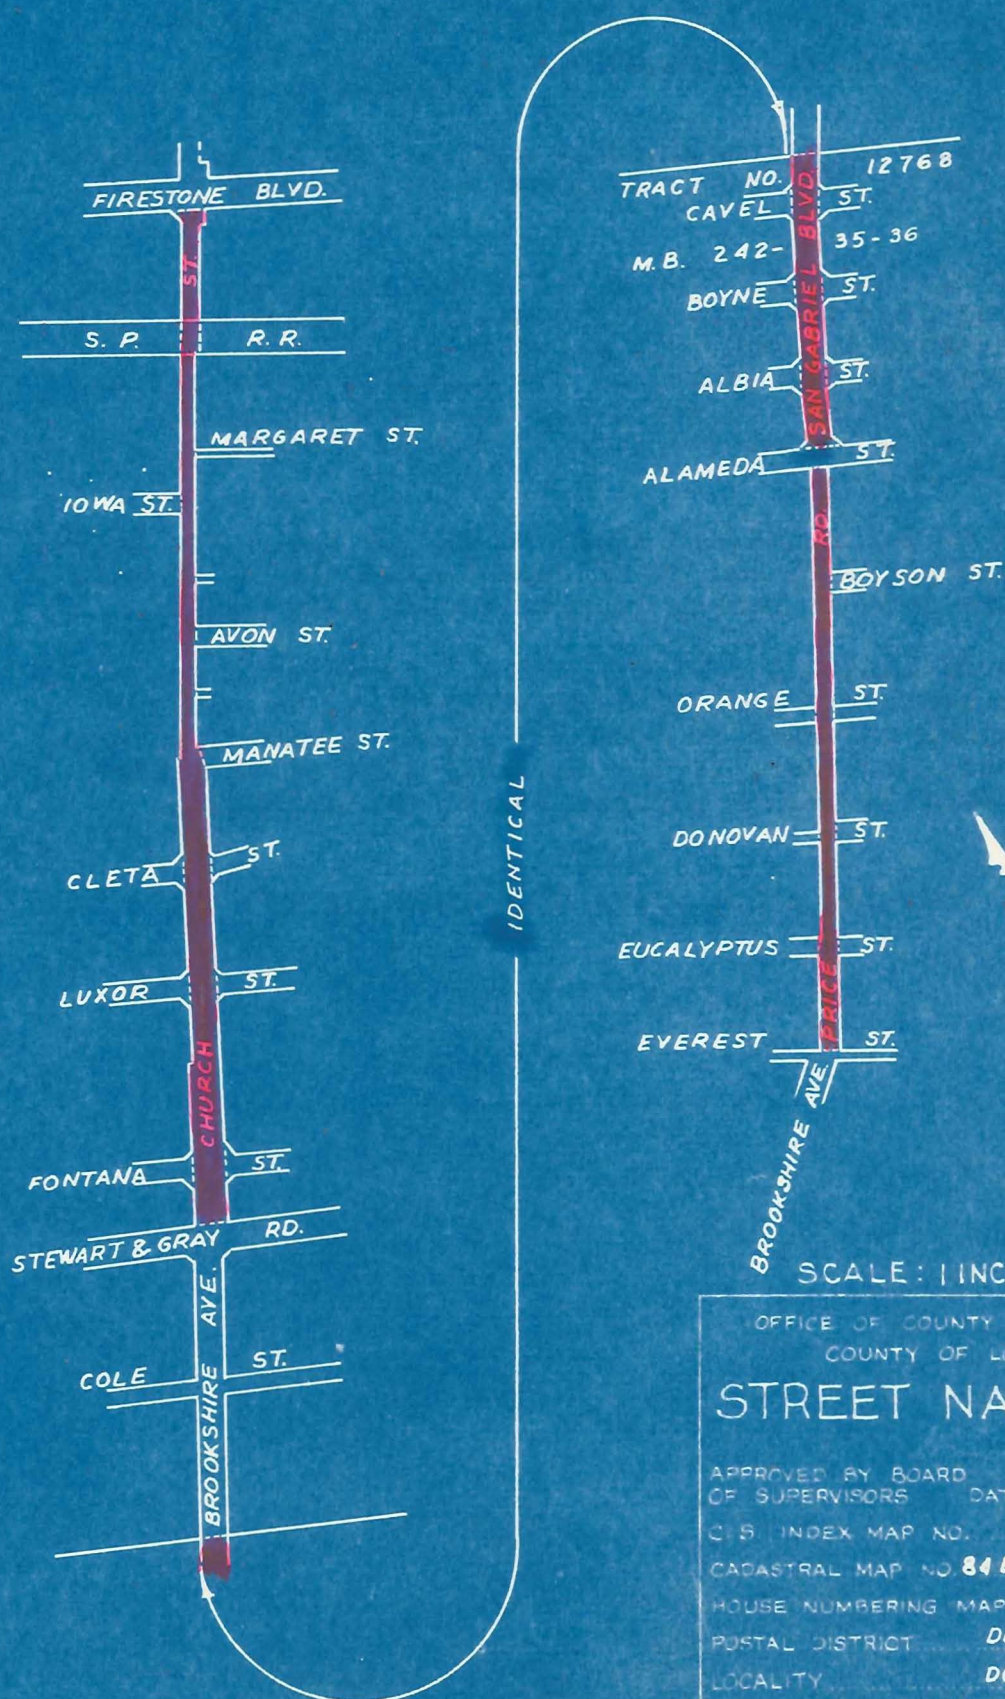 FIRESTONE BLVD.
ST.
S. P. R. R.
MARGARET ST.
IOWA ST.
AVON ST.
MANATEE ST.
CLETA ST.
LUXOR ST.
CHURCH
FONTANA ST.
STEWART & GRAY RD.
COLE ST.
BROOKSHIRE AVE.
IDENTICAL
TRACT NO. 12768
CAVEL ST.
M.B. 242- 35-36
BOYNE ST.
SAN GABRIEL BLVD.
ALBIA ST.
ALAMEDA ST.
RD.
BOYSON ST.
ORANGE ST.
DONOVAN ST.
EUCALYPTUS ST.
PRICE
EVEREST ST.
BROOKSHIRE AVE.
SCALE: 1 INC
OFFICE OF COUNTY
COUNTY OF L
STREET NA
APPROVED BY BOARD
OF SUPERVISORS DAT
C.S. INDEX MAP NO.
CADASTRAL MAP NO. 84
HOUSE NUMBERING MAP
POSTAL DISTRICT D
LOCALITY D